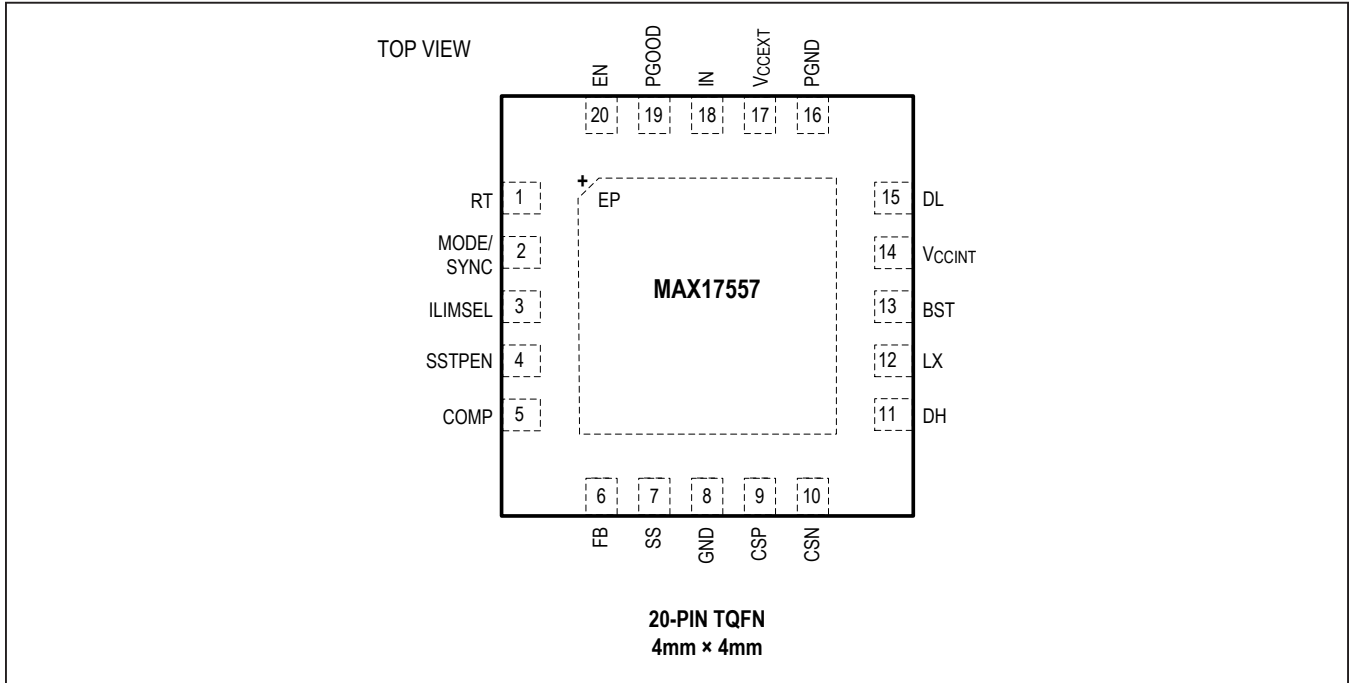 TOP VIEW
EN
PGOOD
IN
VCCEXT
PGND
20
19
18
17
16
RT 1
MODE/
SYNC 2
ILIMSEL 3
SSTPEN 4
COMP 5
+
EP
MAX17557
15 DL
14 VCCINT
13 BST
12 LX
11 DH
6
7
8
9
10
FB
SS
GND
CSP
CSN
20-PIN TQFN
4mm × 4mm